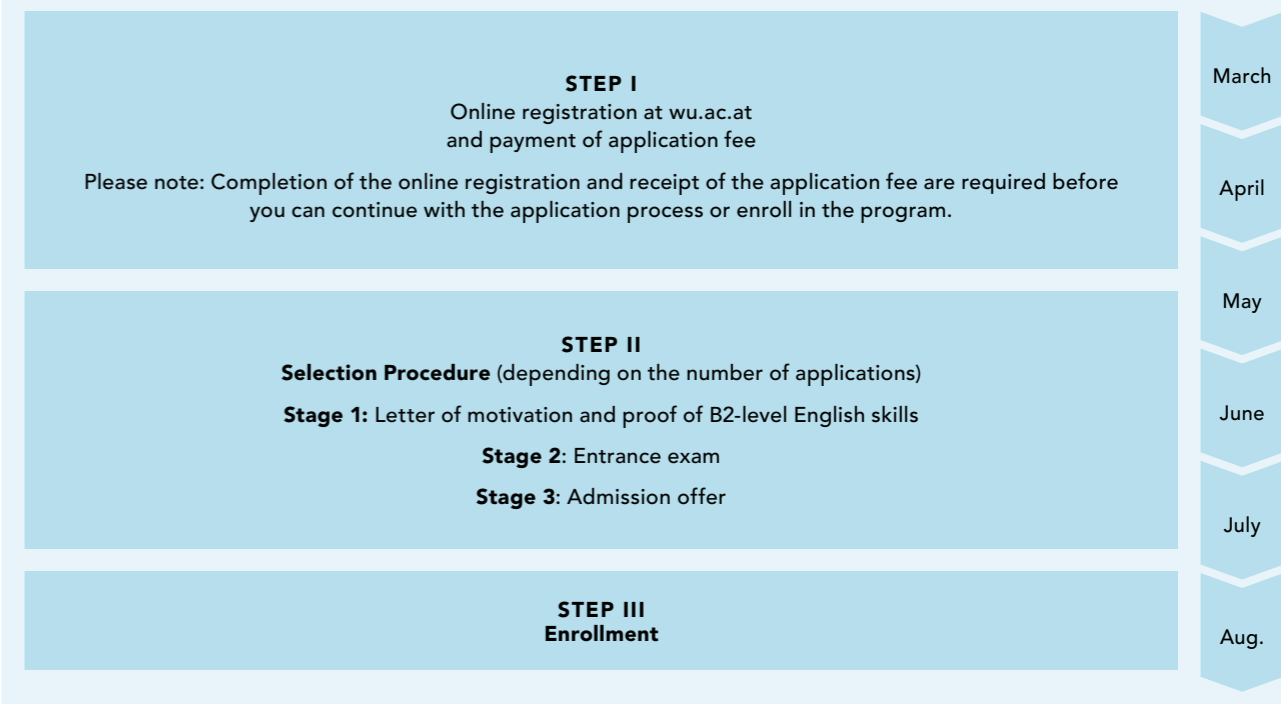 STEP I
Online registration at wu.ac.at
and payment of application fee
Please note: Completion of the online registration and receipt of the application fee are required before
you can continue with the application process or enroll in the program.
STEP II
Selection Procedure (depending on the number of applications)
Stage 1: Letter of motivation and proof of B2-level English skills
Stage 2: Entrance exam
Stage 3: Admission offer
STEP III
Enrollment
March
April
May
June
July
Aug.